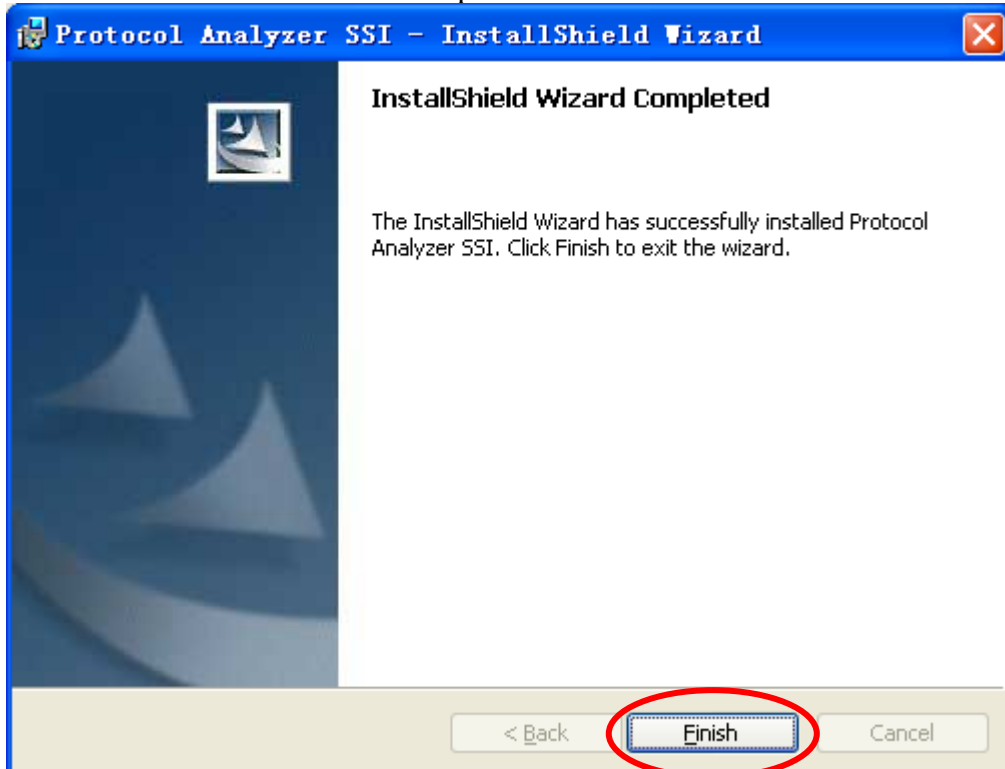 Protocol Analyzer SSI - InstallShield Wizard
InstallShield Wizard Completed
The InstallShield Wizard has successfully installed Protocol
Analyzer SSI. Click Finish to exit the wizard.
< Back
Finish
Cancel